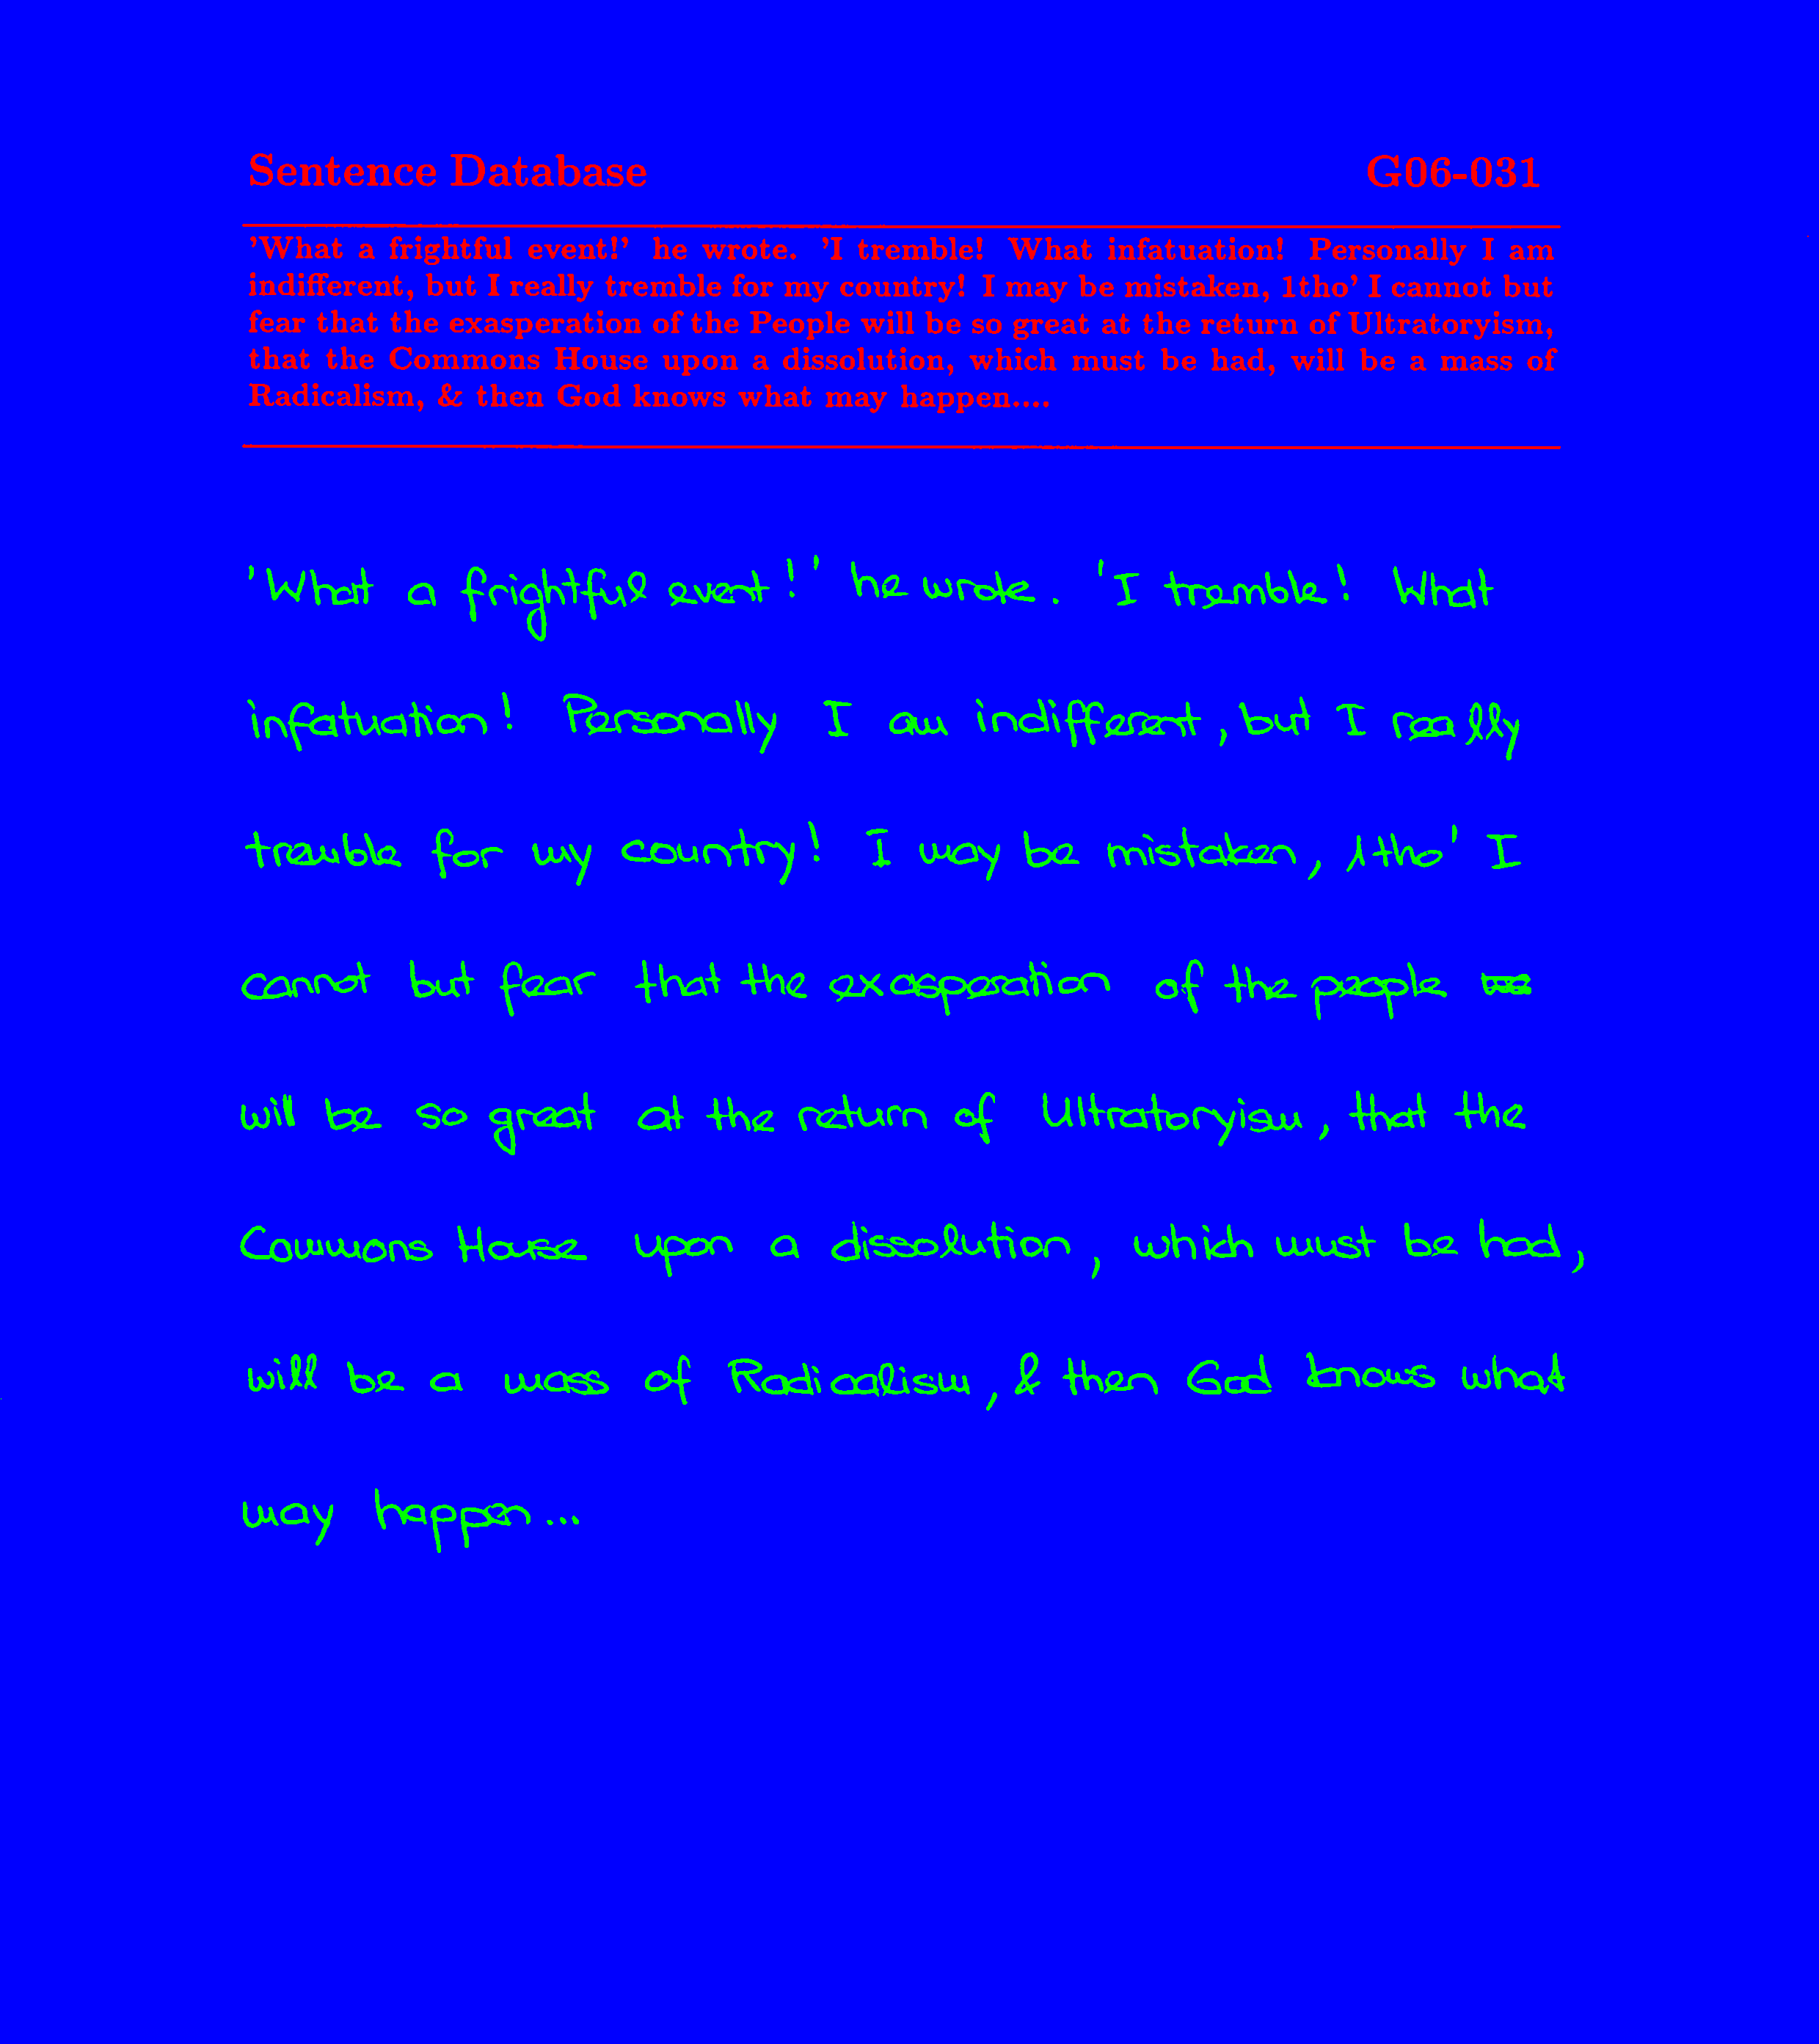 Sentence Database G06-031
'What a frightful event!' he wrote. 'I tremble! What infatuation! Personally I am
indifferent, but I really tremble for my country! I may be mistaken, 1tho' I cannot but
fear that the exasperation of the People will be so great at the return of Ultratoryism,
that the Commons House upon a dissolution, which must be had, will be a mass of
Radicalism, & then God knows what may happen....
'What a frightful event!' he wrote. 'I tremble! What
infatuation! Personally I am indifferent, but I really
tremble for my country! I may be mistaken, 1tho' I
cannot but fear that the exasperation of the people
will be so great at the return of Ultratoryism, that the
Commons House upon a dissolution, which must be had,
will be a mass of Radicalism, & then God knows what
may happen...